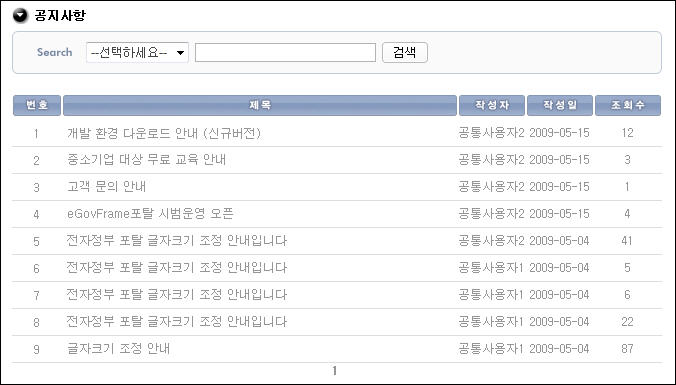 공지사항
Search --선택하세요-- 검색
번호 제목 작성자 작성일 조회수
1 개발 환경 다운로드 안내 (신규버전) 공통사용자2 2009-05-15 12
2 중소기업 대상 무료 교육 안내 공통사용자2 2009-05-15 3
3 고객 문의 안내 공통사용자2 2009-05-15 1
4 eGovFrame포탈 시범운영 오픈 공통사용자2 2009-05-15 4
5 전자정부 포탈 글자크기 조정 안내입니다 공통사용자2 2009-05-04 41
6 전자정부 포탈 글자크기 조정 안내입니다 공통사용자1 2009-05-04 5
7 전자정부 포탈 글자크기 조정 안내입니다 공통사용자1 2009-05-04 6
8 전자정부 포탈 글자크기 조정 안내입니다 공통사용자1 2009-05-04 22
9 글자크기 조정 안내 공통사용자1 2009-05-04 87
1